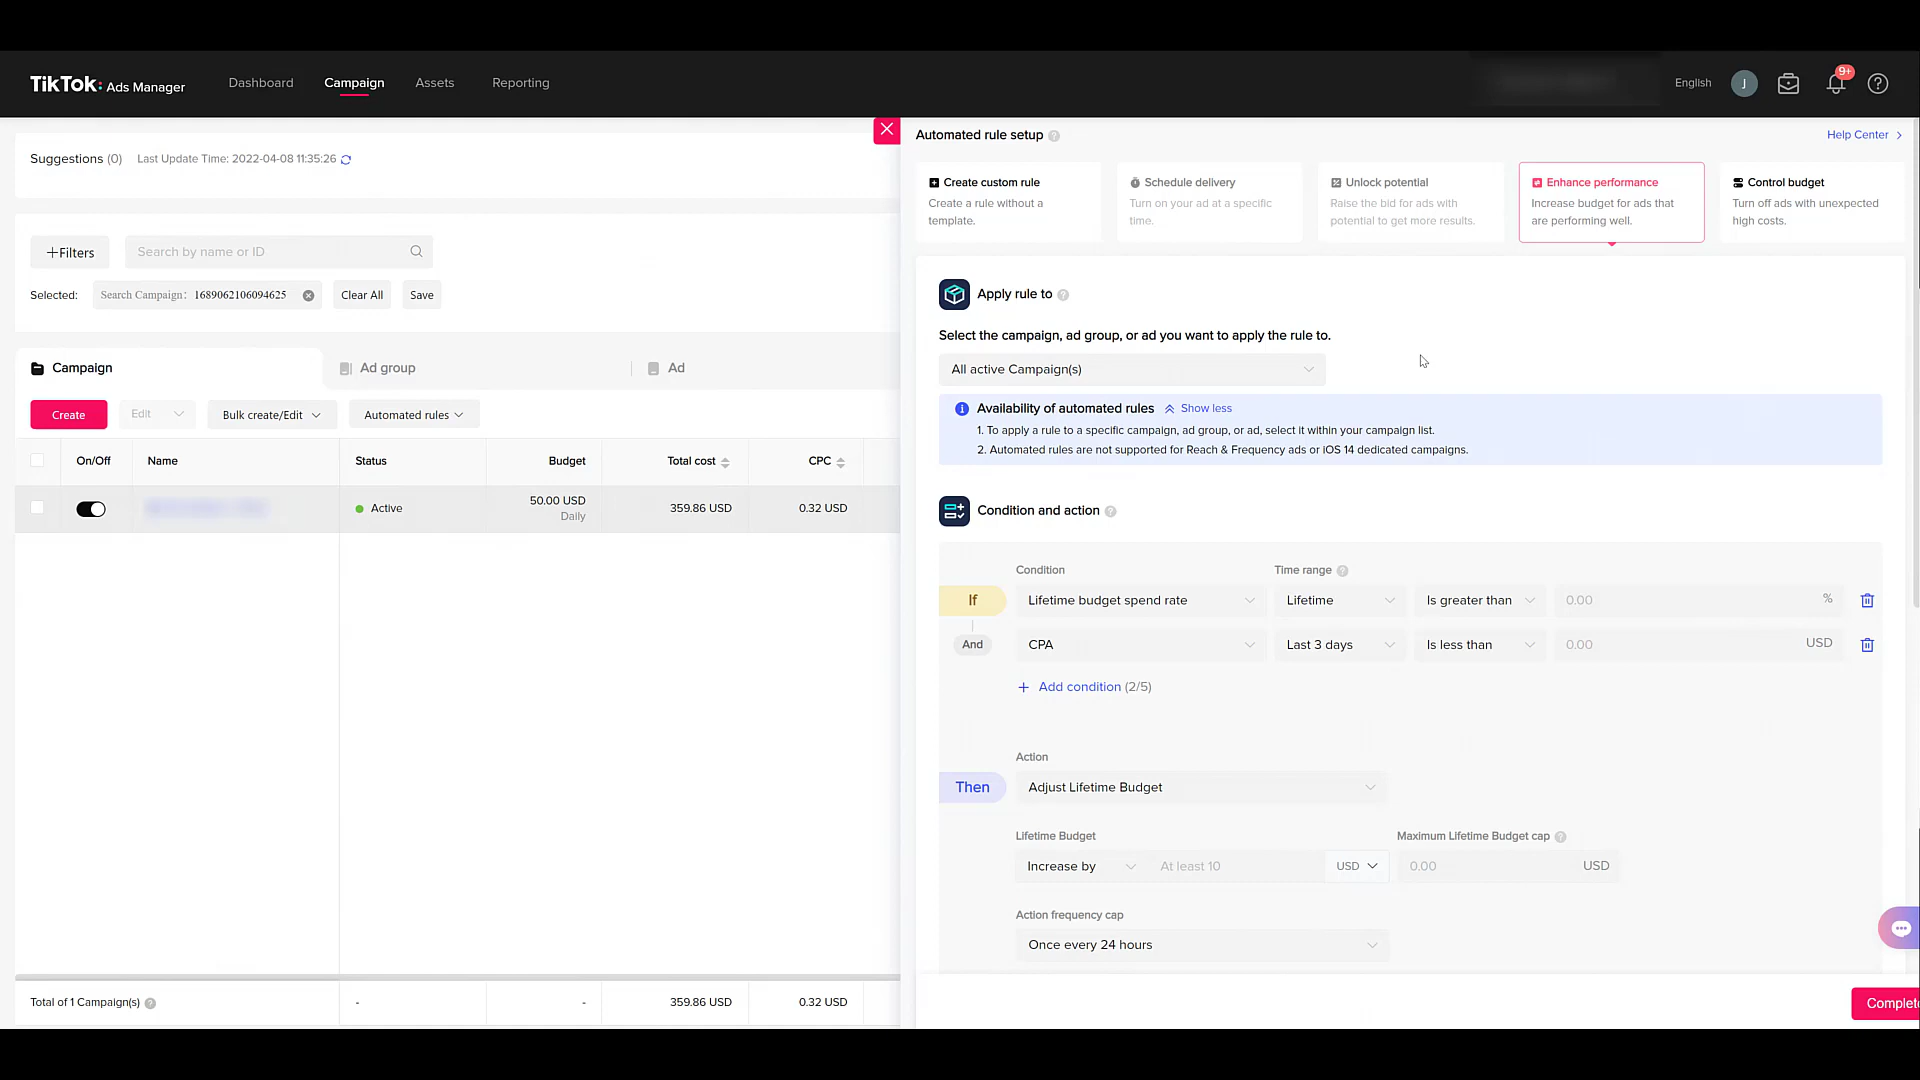 TikTok: Ads Manager
Dashboard
Campaign
Assets
Reporting
English
J
9+
Suggestions (0)
Last Update Time: 2022-04-08 11:35:26
+Filters
Search by name or ID
Selected:
Search Campaign: 1689062106094625
Clear All
Save
Campaign
Ad group
Ad
Create
Edit
Bulk create/Edit
Automated rules
On/Off
Name
Status
Budget
Total cost
CPC
Active
50.00 USD
Daily
359.86 USD
0.32 USD
Total of 1 Campaign(s)
-
-
359.86 USD
0.32 USD
Automated rule setup
Help Center
Create custom rule
Create a rule without a
template.
Schedule delivery
Turn on your ad at a specific
time.
Unlock potential
Raise the bid for ads with
potential to get more results.
Enhance performance
Increase budget for ads that
are performing well.
Control budget
Turn off ads with unexpected
high costs.
Apply rule to
Select the campaign, ad group, or ad you want to apply the rule to.
All active Campaign(s)
Availability of automated rules
Show less
1. To apply a rule to a specific campaign, ad group, or ad, select it within your campaign list.
2. Automated rules are not supported for Reach & Frequency ads or iOS 14 dedicated campaigns.
Condition and action
Condition
Time range
If
Lifetime budget spend rate
Lifetime
Is greater than
0.00
%
And
CPA
Last 3 days
Is less than
0.00
USD
+ Add condition (2/5)
Action
Then
Adjust Lifetime Budget
Lifetime Budget
Maximum Lifetime Budget cap
Increase by
At least 10
USD
0.00
USD
Action frequency cap
Once every 24 hours
Complet